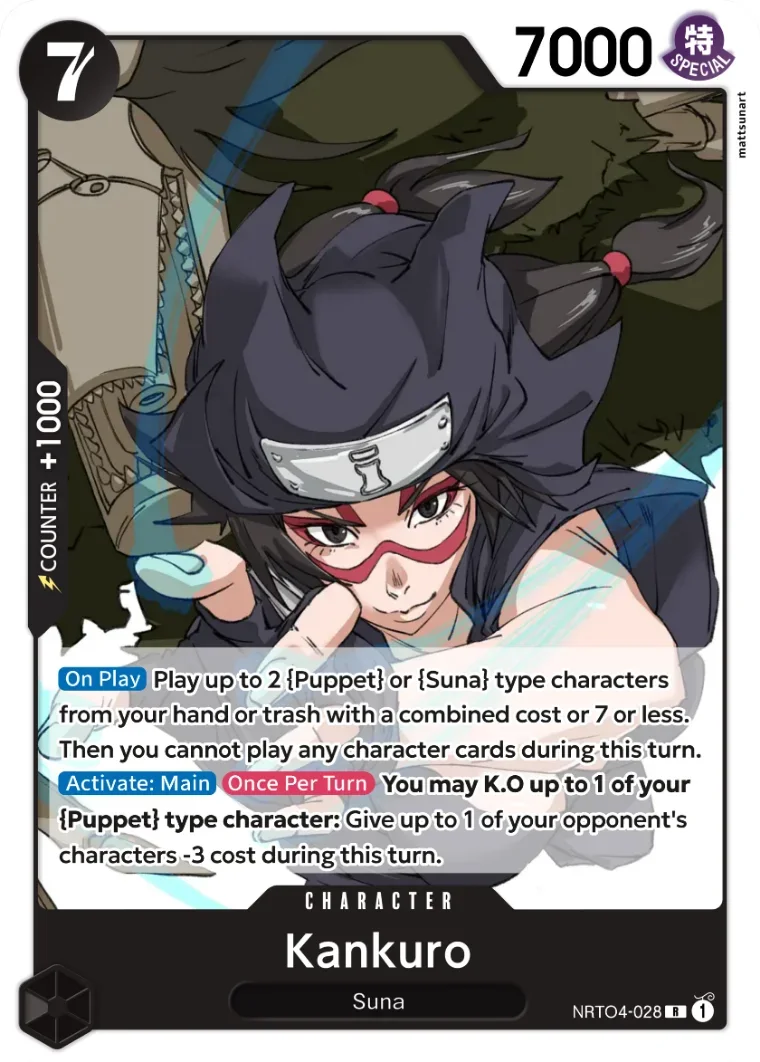 7
7000
特
SPECIAL
mattsunart
COUNTER +1000
On Play Play up to 2 {Puppet} or {Suna} type characters
from your hand or trash with a combined cost or 7 or less.
Then you cannot play any character cards during this turn.
Activate: Main Once Per Turn You may K.O up to 1 of your
{Puppet} type character: Give up to 1 of your opponent's
characters -3 cost during this turn.
CHARACTER
Kankuro
Suna
NRTO4-028 R 1